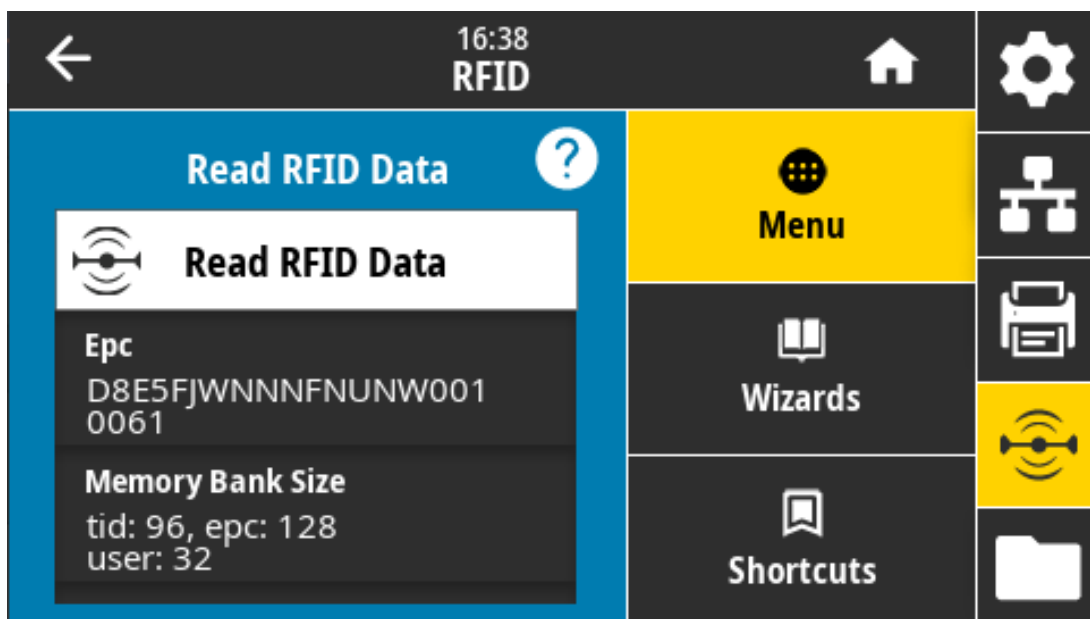 16:38
RFID
Read RFID Data
?
Read RFID Data
Epc
D8E5FJWNNNFNUNW001
0061
Memory Bank Size
tid: 96, epc: 128
user: 32
Menu
Wizards
Shortcuts